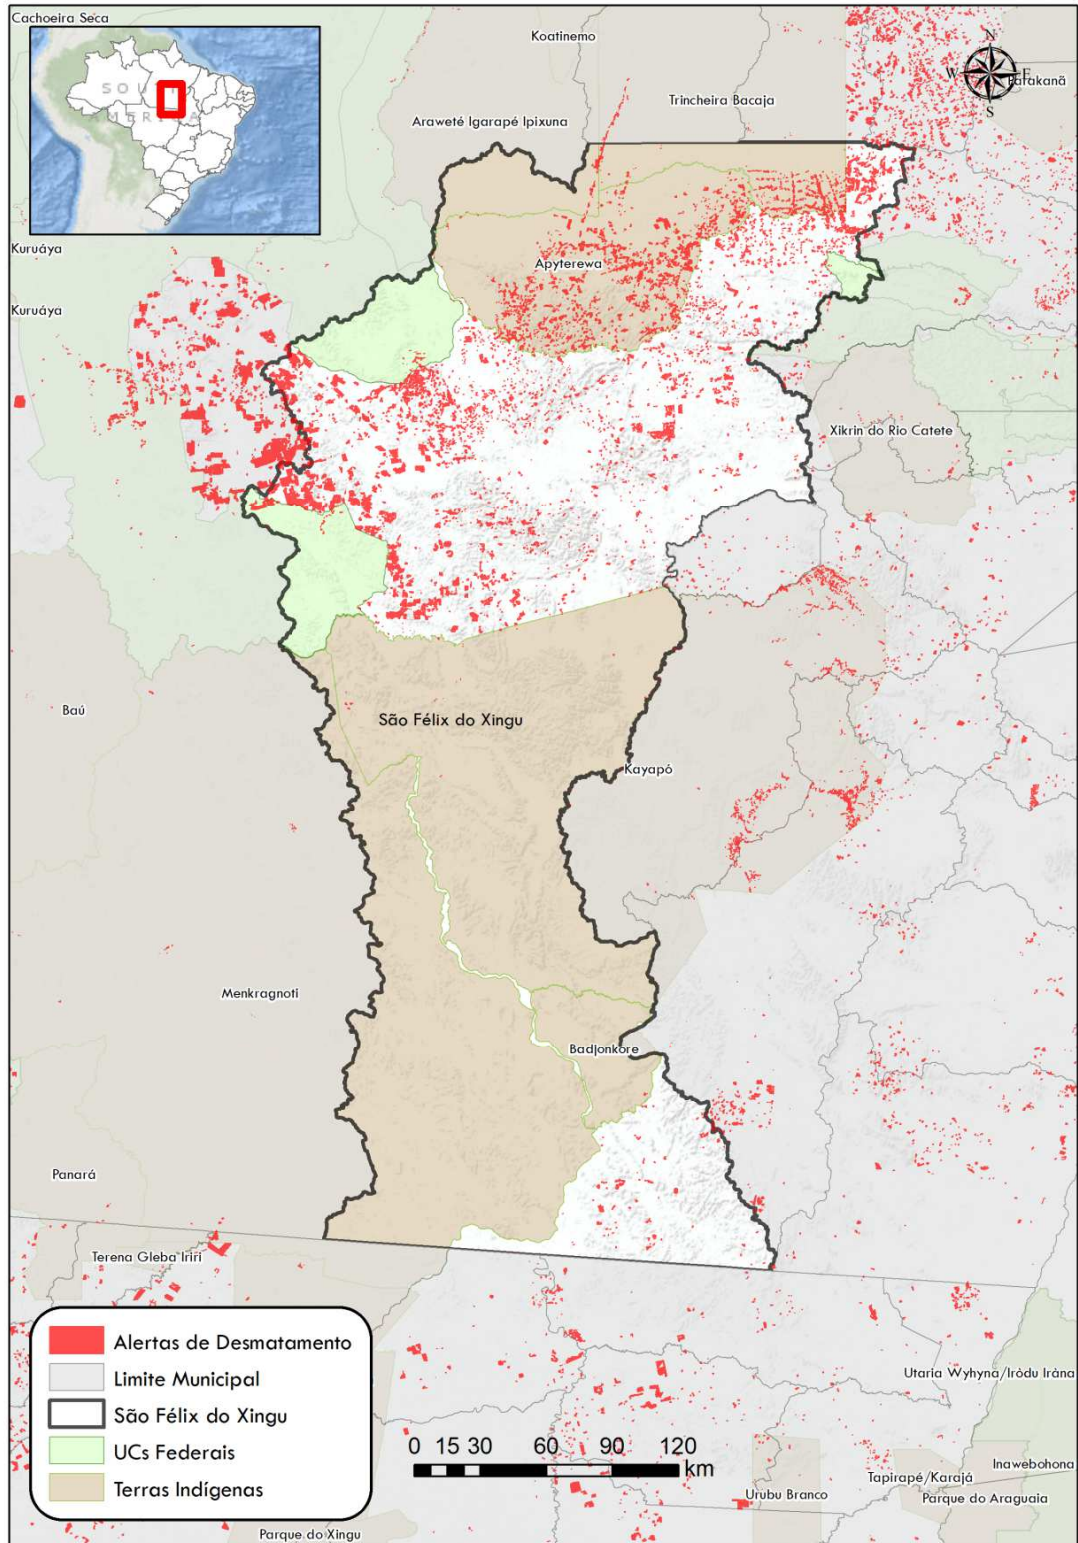 Cachoeira Seca
Koatinemo
SOUTH
AMERICA
N
W
E
S
Parakanã
Trincheira Bacaja
Araweté Igarapé Ipixuna
Kuruáya
Apyterewa
Kuruáya
Xikrin do Rio Catete
Baú
São Félix do Xingu
Kayapó
Menkragnoti
Badjonkore
Panará
Terena Gleba Iriri
Alertas de Desmatamento
Limite Municipal
São Félix do Xingu
UCs Federais
Terras Indígenas
0 15 30 60 90 120
km
Utaria Wyhyna/Iròdu Iràna
Inawebohona
Tapirapé/Karajá
Urubu Branco
Parque do Araguaia
Parque do Xingu